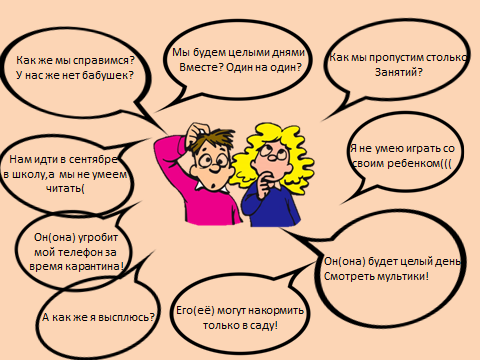 Как же мы справимся?
У нас же нет бабушек?
Мы будем целыми днями
Вместе? Один на один?
Как мы пропустим столько
Занятий?
Нам идти в сентябре
в школу,а мы не умеем
читать(
Я не умею играть со
своим ребенком(((
Он(она) угробит
мой телефон за
время карантина!
Он(она) будет целый день
Смотреть мультики!
А как же я высплюсь?
Его(её) могут накормить
только в саду!